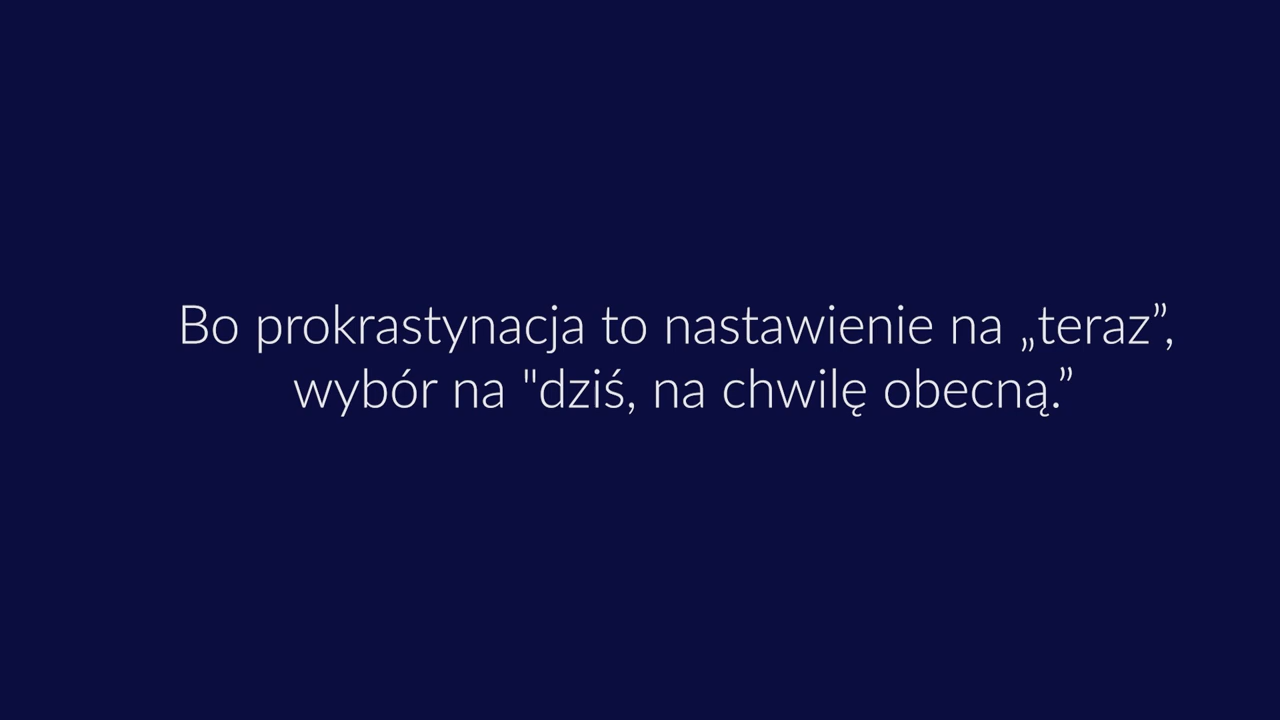 Bo prokrastynacja to nastawienie na „teraz”,
wybór na "dziś, na chwilę obecną.”